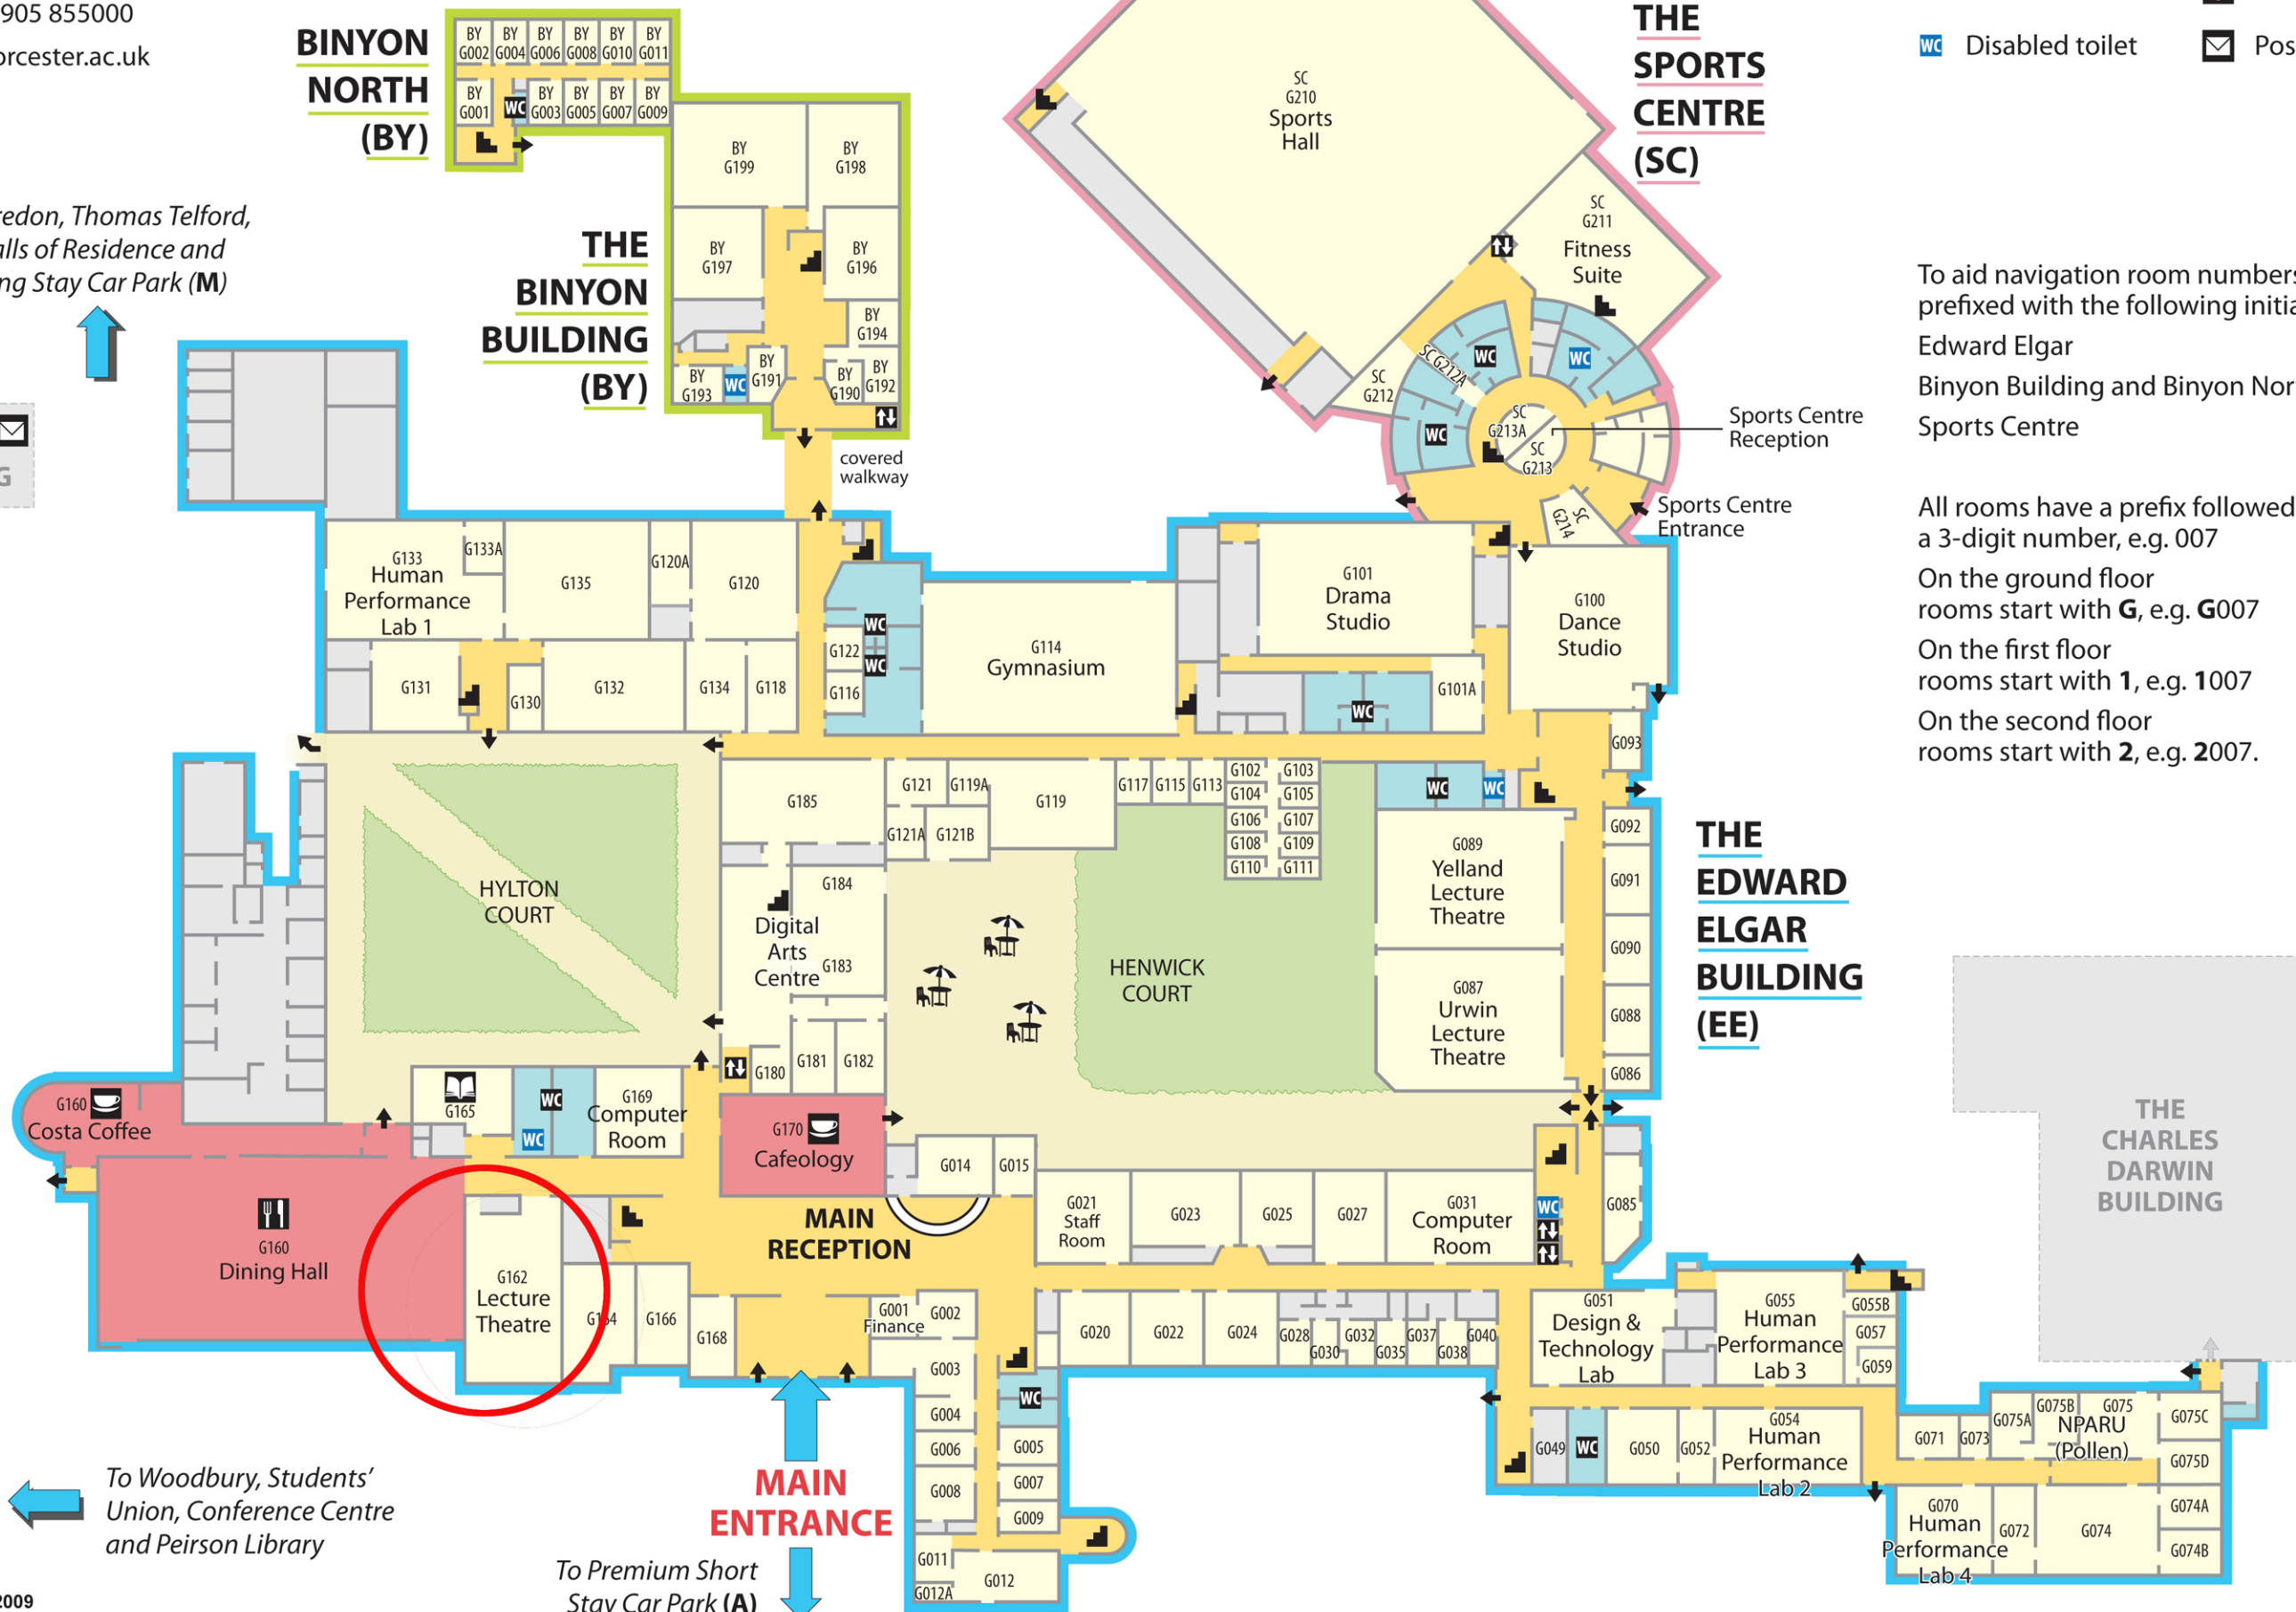 905 855000
orcester.ac.uk
BINYON
NORTH
(BY)
BY G002
BY G004
BY G006
BY G008
BY G010
BY G011
BY G001
WC
BY G003
BY G005
BY G007
BY G009
BY G199
BY G198
BY G197
BY G196
BY G194
BY G193
WC
BY G191
BY G190
BY G192
THE
BINYON
BUILDING
(BY)
covered
walkway
redon, Thomas Telford,
alls of Residence and
ng Stay Car Park (M)
G
THE
SPORTS
CENTRE
(SC)
SC
G210
Sports
Hall
SC
G211
Fitness
Suite
SC G212A
SC
G212
WC
WC
WC
SC
G213A
SC
G213
SC
G214
Sports Centre
Reception
Sports Centre
Entrance
WC Disabled toilet
Pos
To aid navigation room numbers
prefixed with the following initia
Edward Elgar
Binyon Building and Binyon Nor
Sports Centre
All rooms have a prefix followed
a 3-digit number, e.g. 007
On the ground floor
rooms start with G, e.g. G007
On the first floor
rooms start with 1, e.g. 1007
On the second floor
rooms start with 2, e.g. 2007.
G133
Human
Performance
Lab 1
G133A
G135
G120A
G120
G131
G130
G132
G134
G118
G122
G116
WC
WC
G114
Gymnasium
G101
Drama
Studio
G101A
WC
G100
Dance
Studio
G093
HYLTON
COURT
G185
G121
G119A
G119
G121A
G121B
G117
G115
G113
G102
G103
G104
G105
G106
G107
G108
G109
G110
G111
WC
WC
G184
Digital
Arts
Centre
G183
G180
G181
G182
HENWICK
COURT
G089
Yelland
Lecture
Theatre
G087
Urwin
Lecture
Theatre
G092
G091
G090
G088
G086
THE
EDWARD
ELGAR
BUILDING
(EE)
THE
CHARLES
DARWIN
BUILDING
G160
Costa Coffee
G165
WC
WC
G169
Computer
Room
G170
Cafeology
G014
G015
G160
Dining Hall
G162
Lecture
Theatre
G164
G166
G168
MAIN
RECEPTION
G021
Staff
Room
G023
G025
G027
G031
Computer
Room
WC
G085
G001
Finance
G002
G003
G004
G006
G008
G011
G012A
G012
WC
G005
G007
G009
G020
G022
G024
G028
G030
G032
G035
G037
G038
G040
G051
Design &
Technology
Lab
G055
Human
Performance
Lab 3
G055B
G057
G059
G049
WC
G050
G052
G054
Human
Performance
Lab 2
G071
G073
G075A
G075B
G075
NPARU
(Pollen)
G075C
G075D
G070
Human
Performance
Lab 4
G072
G074
G074A
G074B
MAIN
ENTRANCE
To Woodbury, Students’
Union, Conference Centre
and Peirson Library
To Premium Short
Stay Car Park (A)
2009